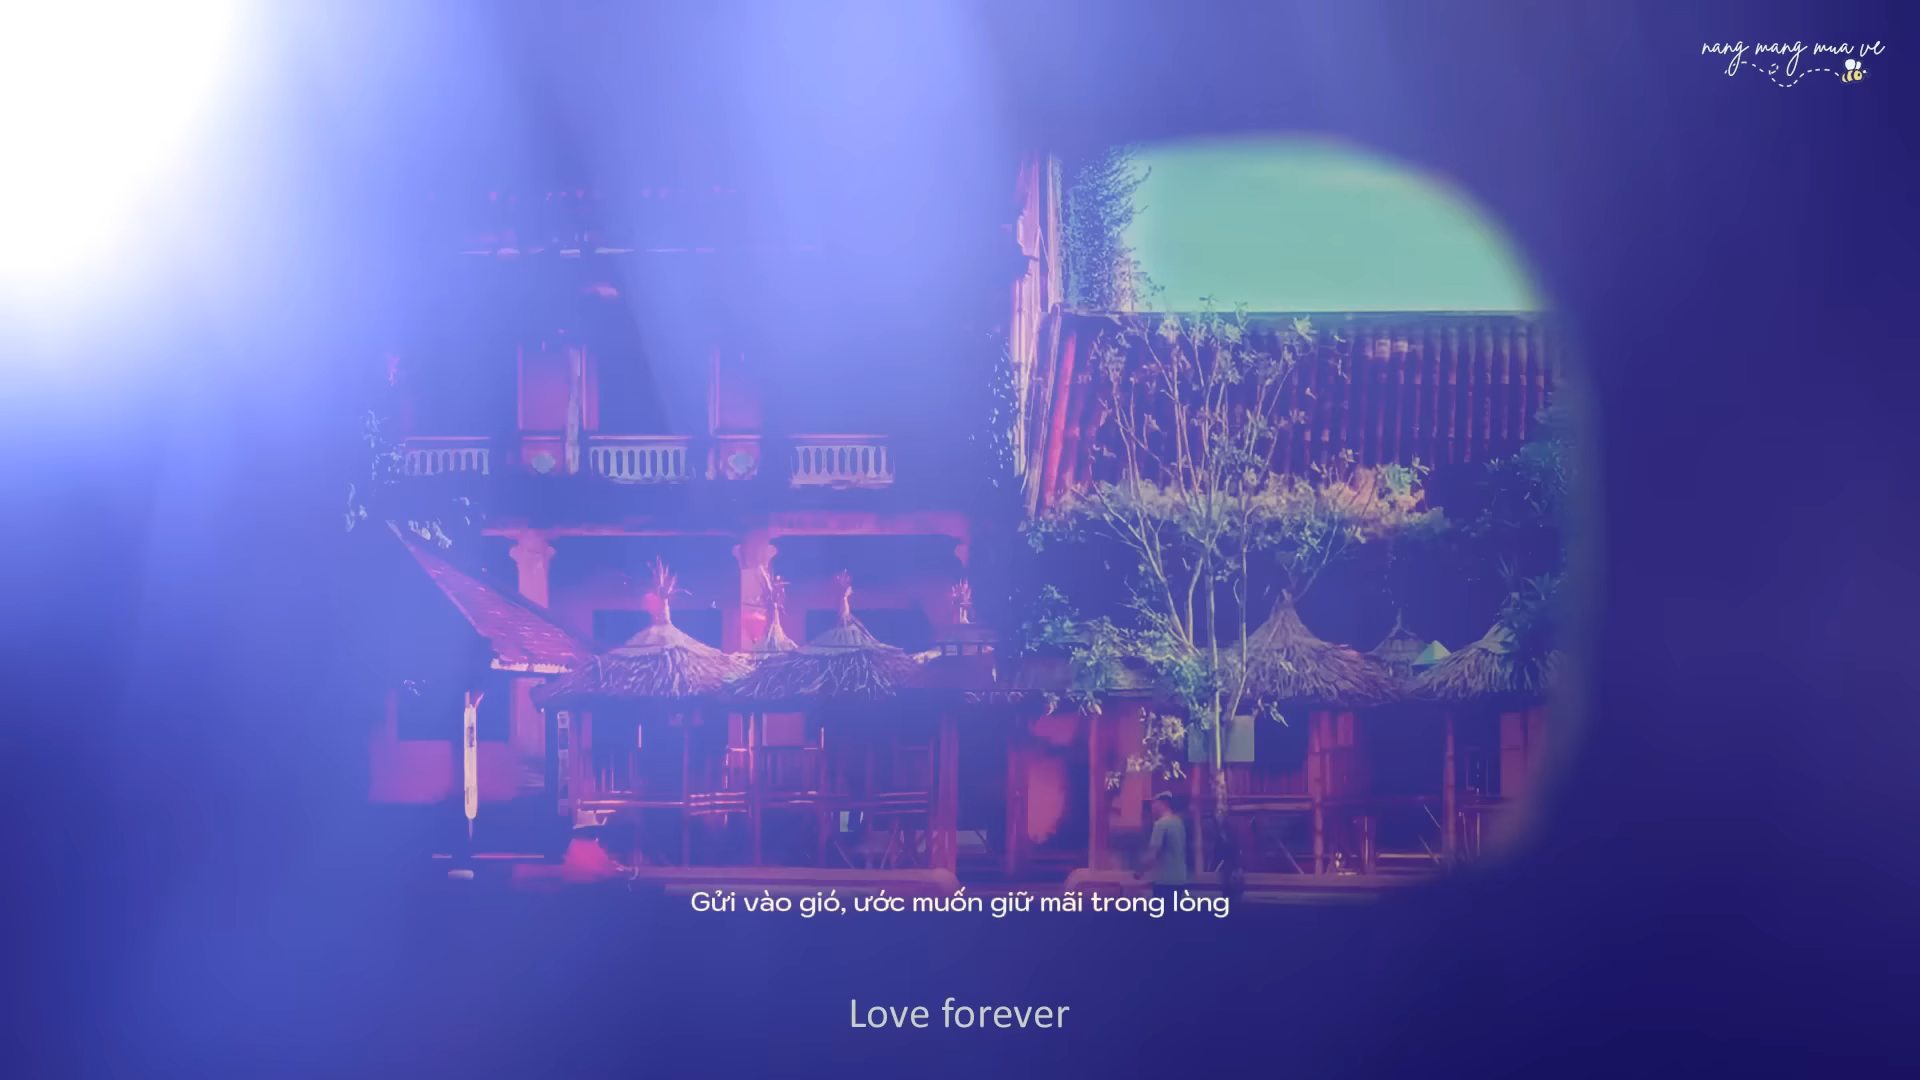 nang mang mua ve
Gửi vào gió, ước muốn giữ mãi trong lòng
Love forever